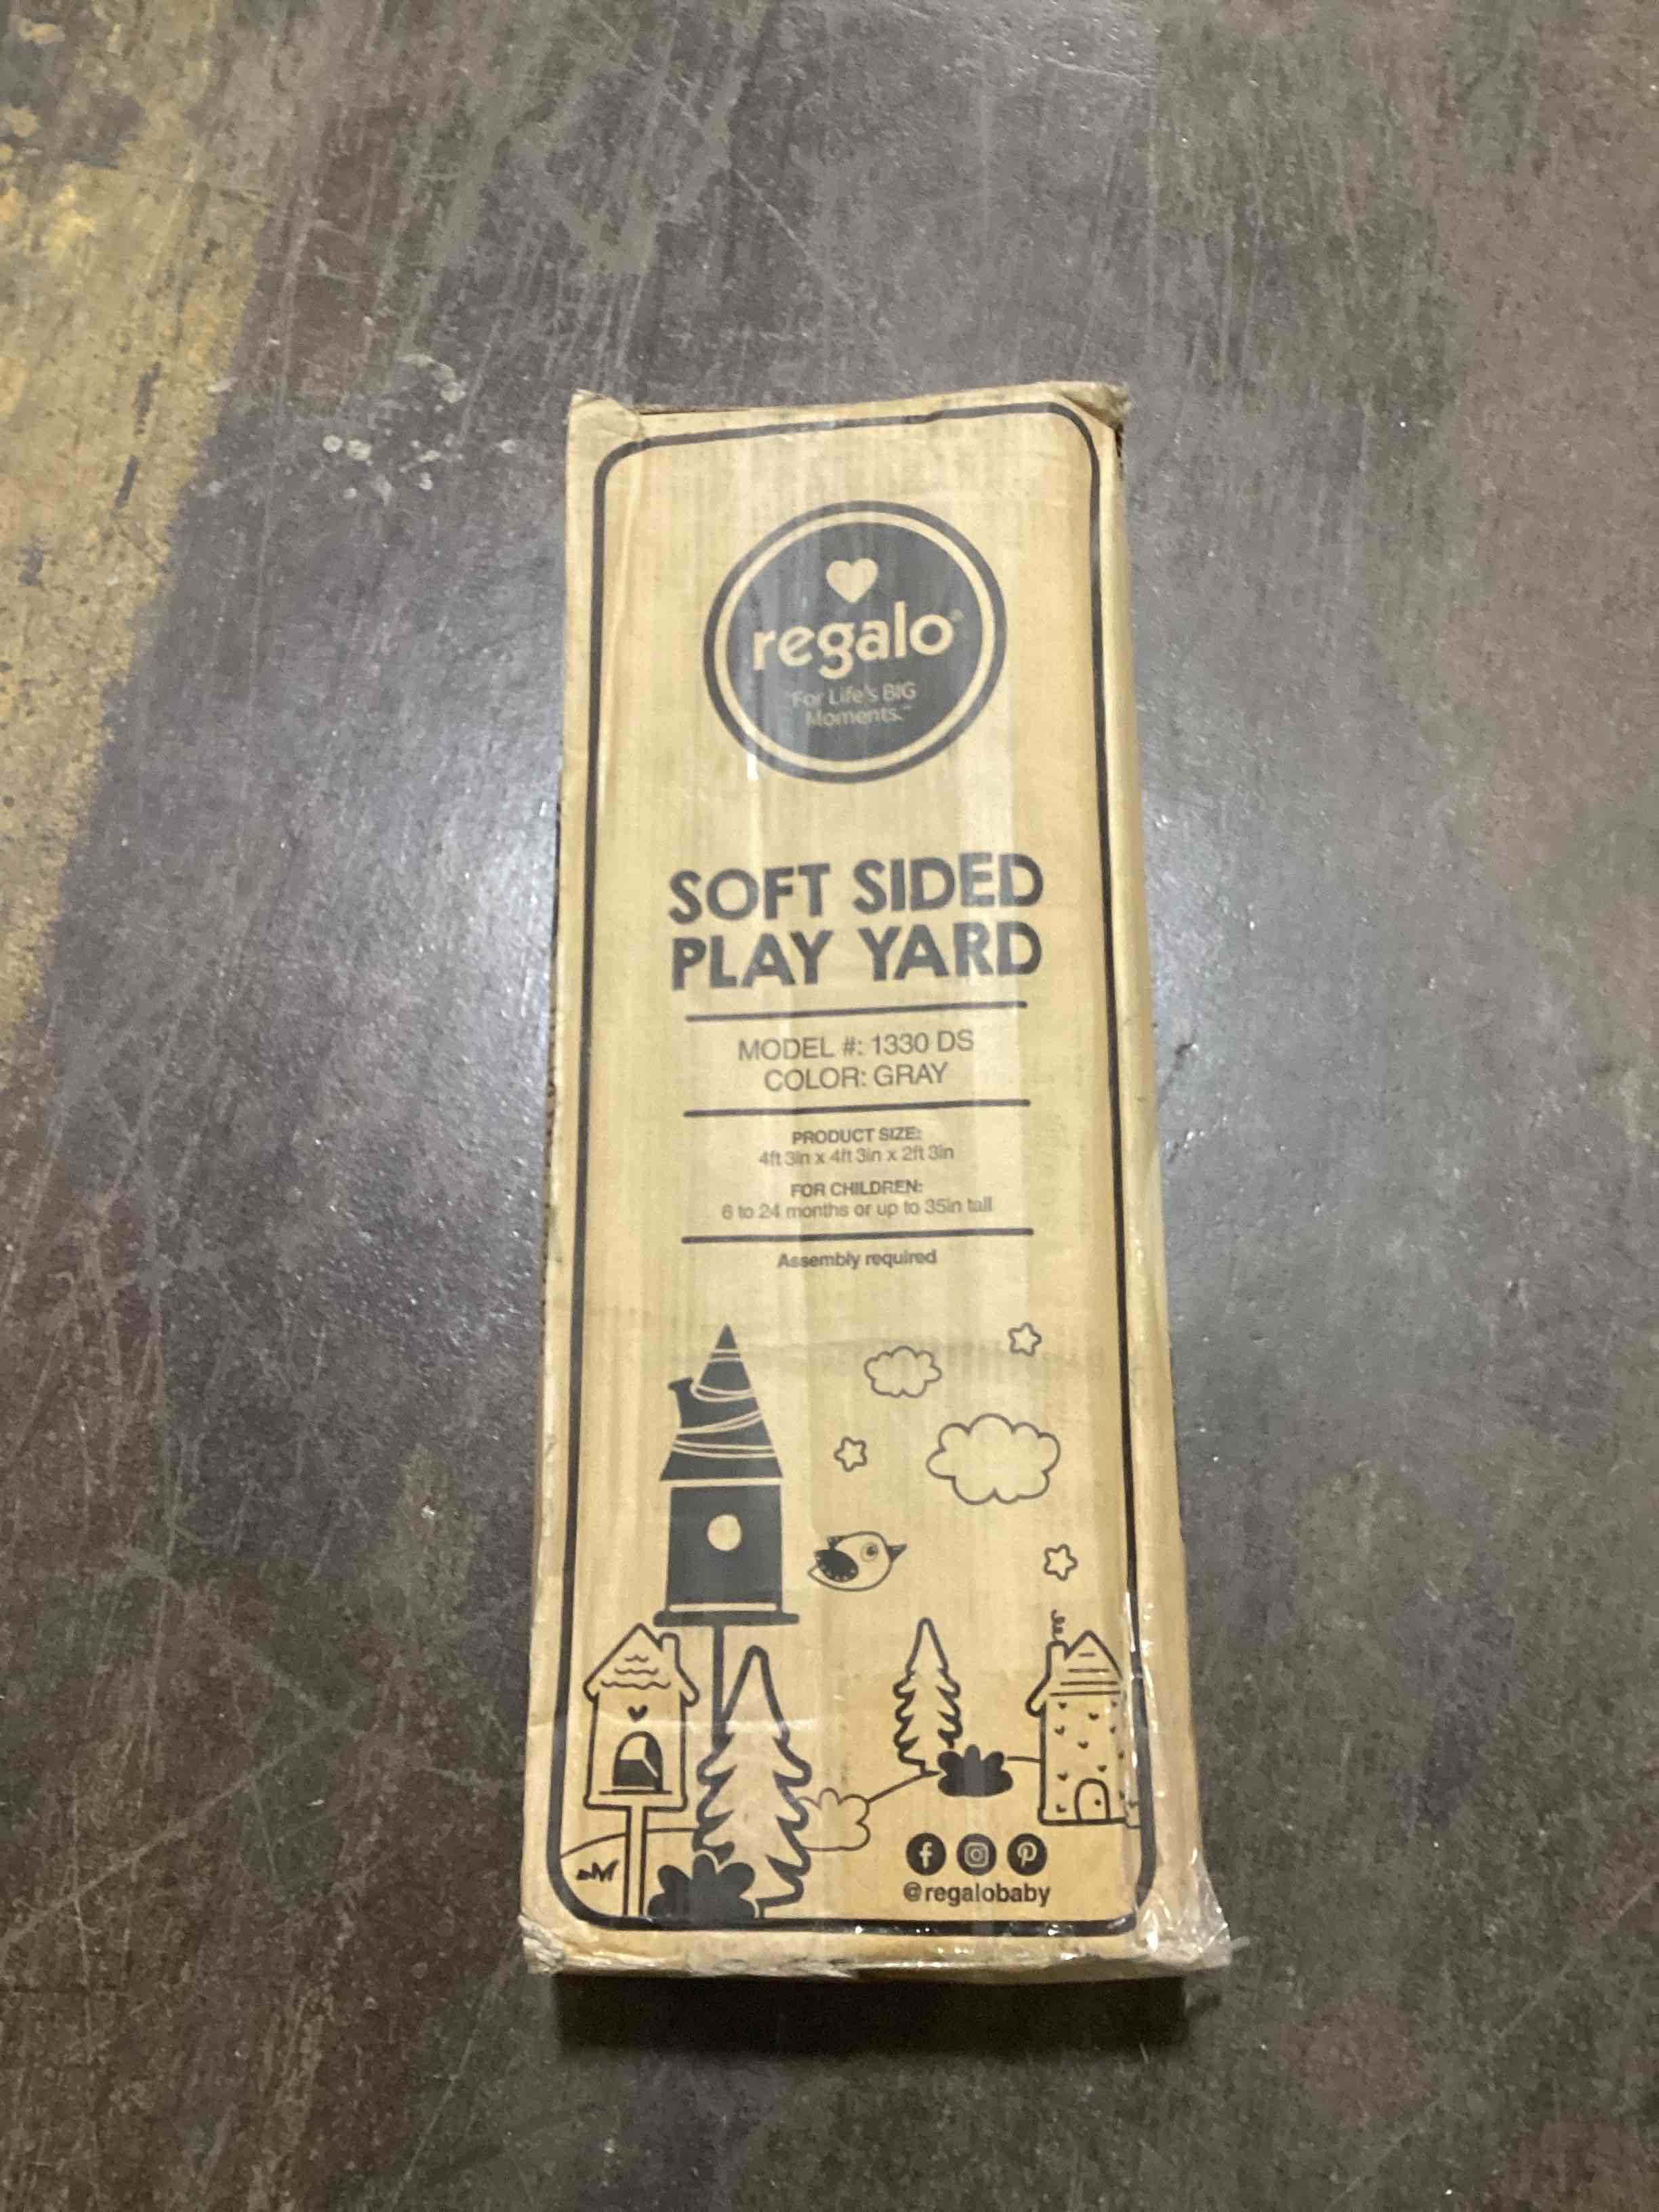 regalo®
"For Life's BIG
Moments.™
SOFT SIDED
PLAY YARD
MODEL #: 1330 DS
COLOR: GRAY
PRODUCT SIZE:
4ft 3in x 4ft 3in x 2ft 3in
FOR CHILDREN:
6 to 24 months or up to 35in tall
Assembly required
@regalobaby